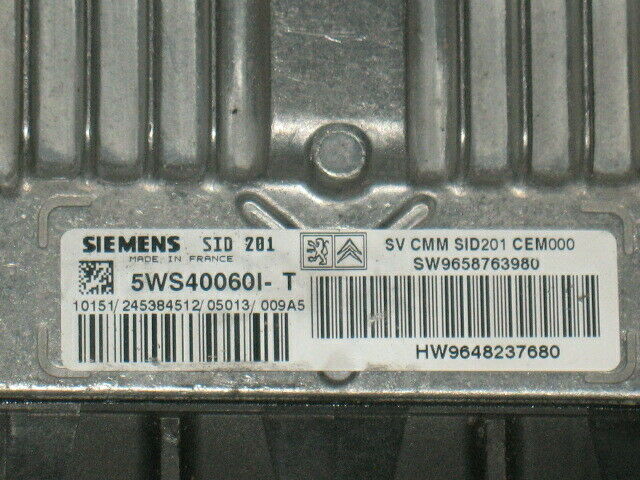 SIEMENS SID 201
MADE IN FRANCE
5WS40060I- T
10151/ 245384512/ 05013/ 009A5
SV CMM SID201 CEM000
SW9658763980
HW9648237680